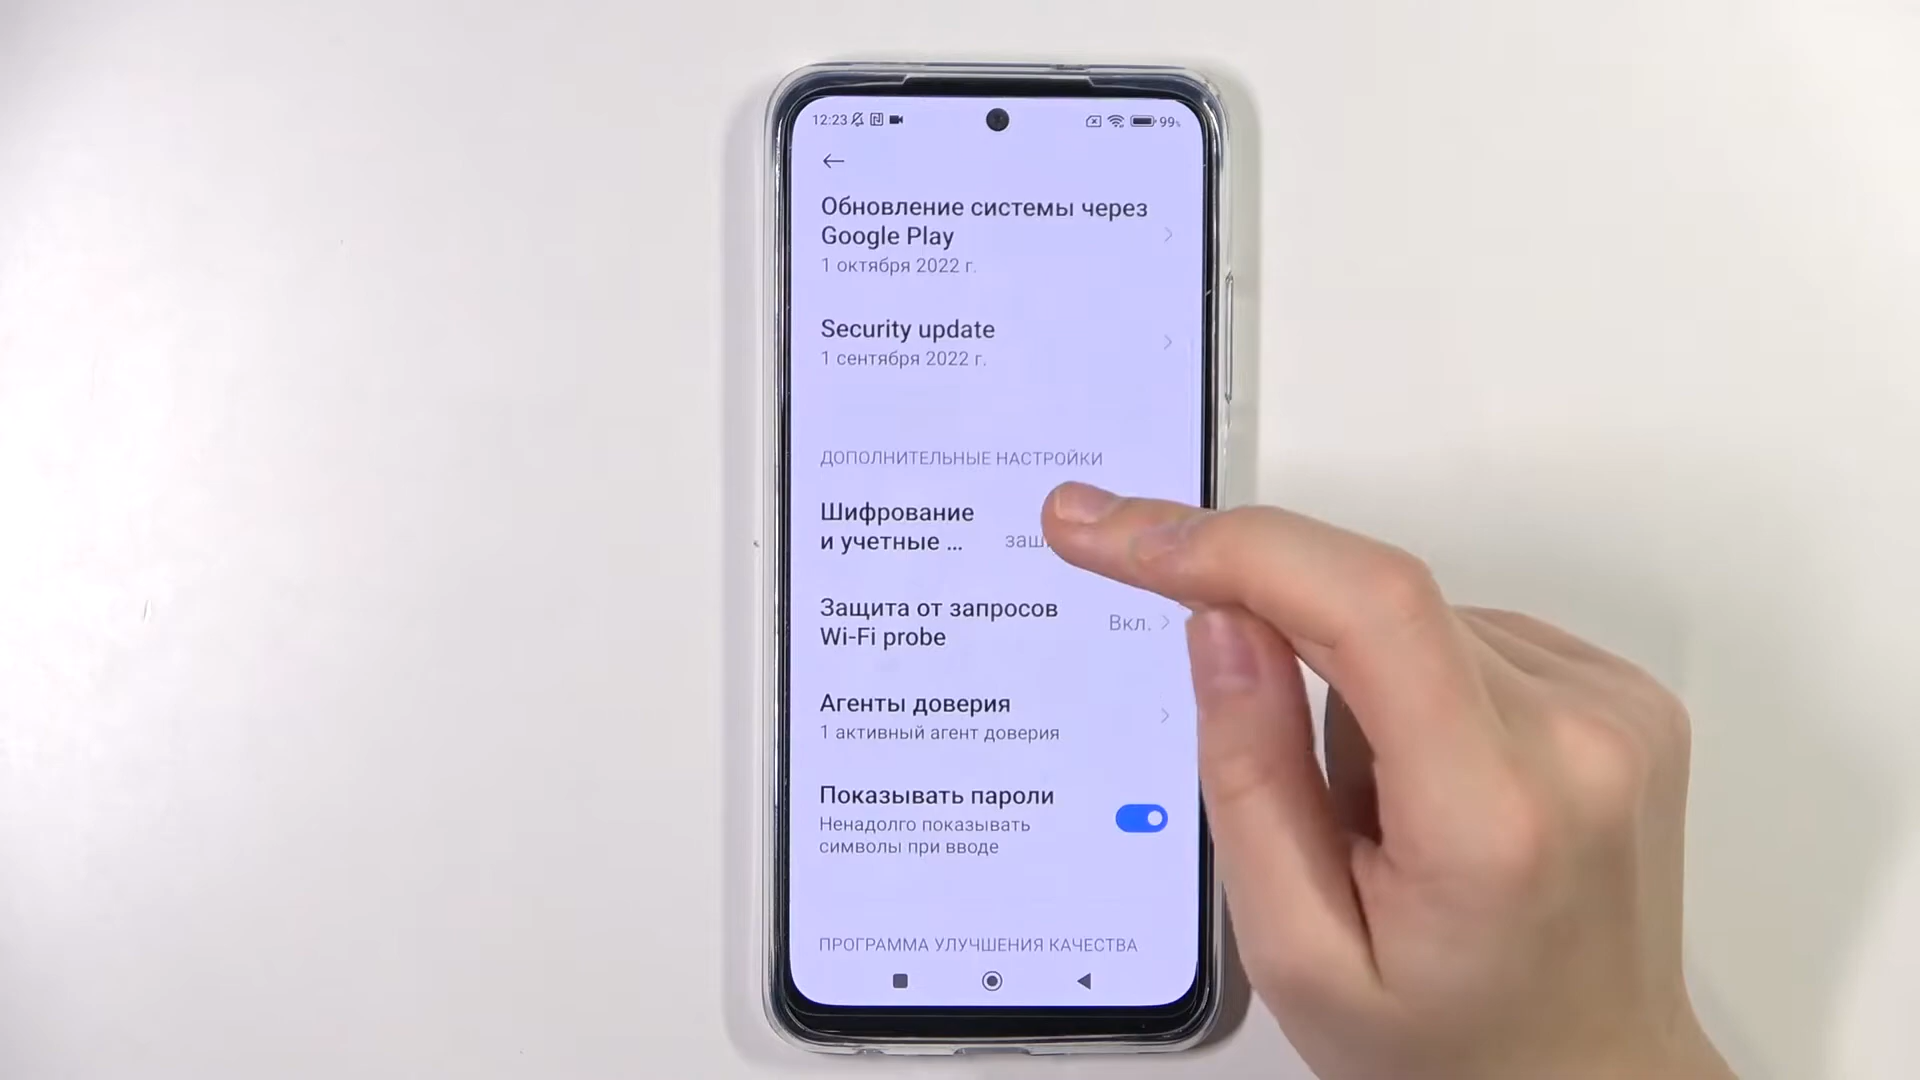 12:23 99%
Обновление системы через
Google Play
1 октября 2022 г.
Security update
1 сентября 2022 г.
ДОПОЛНИТЕЛЬНЫЕ НАСТРОЙКИ
Шифрование
и учетные ...
Защита от запросов
Wi-Fi probe
Вкл.
Агенты доверия
1 активный агент доверия
Показывать пароли
Ненадолго показывать
символы при вводе
ПРОГРАММА УЛУЧШЕНИЯ КАЧЕСТВА